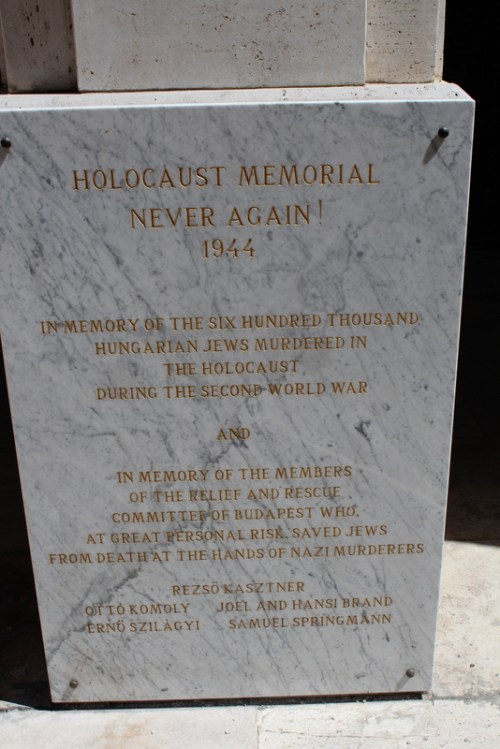 HOLOCAUST MEMORIAL
NEVER AGAIN!
1944
IN MEMORY OF THE SIX HUNDRED THOUSAND
HUNGARIAN JEWS MURDERED IN
THE HOLOCAUST
DURING THE SECOND WORLD WAR
AND
IN MEMORY OF THE MEMBERS
OF THE RELIEF AND RESCUE
COMMITTEE OF BUDAPEST WHO,
AT GREAT PERSONAL RISK, SAVED JEWS
FROM DEATH AT THE HANDS OF NAZI MURDERERS
REZSŐ KASZTNER
OTTÓ KOMOLY JOEL AND HANSI BRAND
ERNŐ SZILÁGYI SAMUEL SPRINGMANN